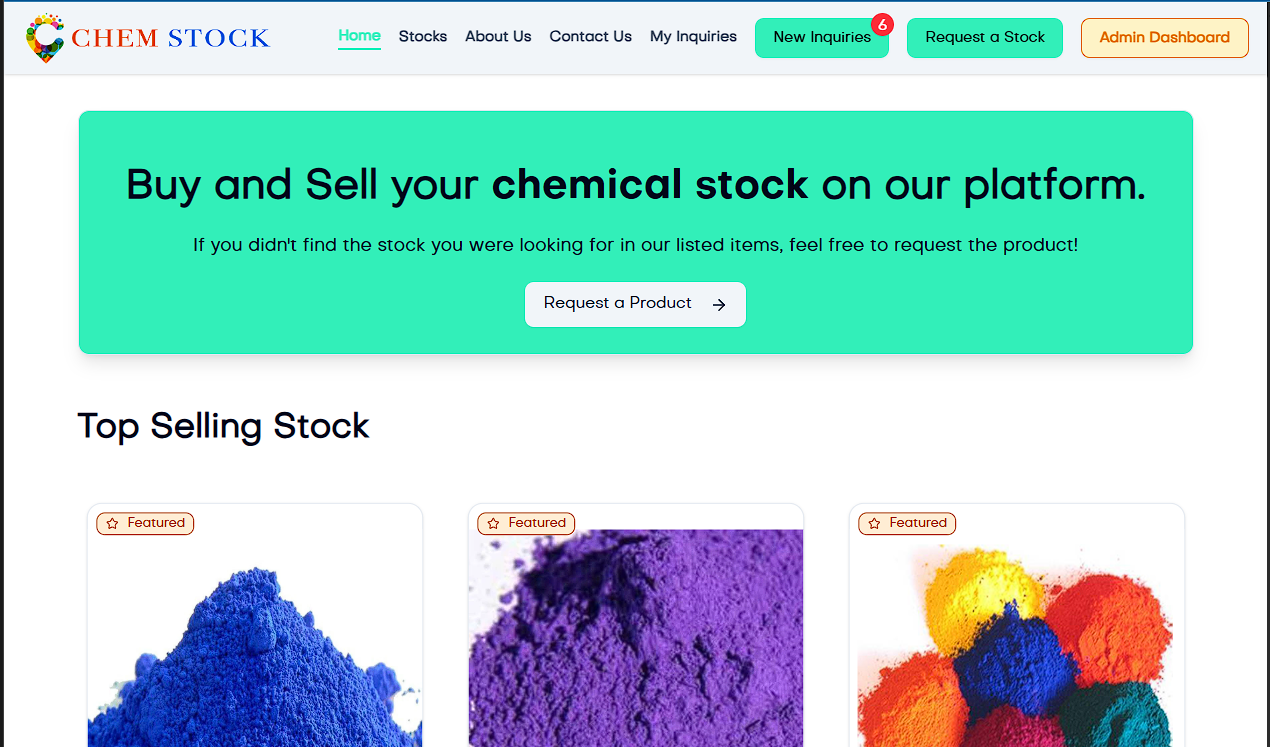 CHEM STOCK
Home Stocks About Us Contact Us My Inquiries New Inquiries 6 Request a Stock Admin Dashboard
Buy and Sell your chemical stock on our platform.
If you didn't find the stock you were looking for in our listed items, feel free to request the product!
Request a Product →
Top Selling Stock
Featured
Featured
Featured